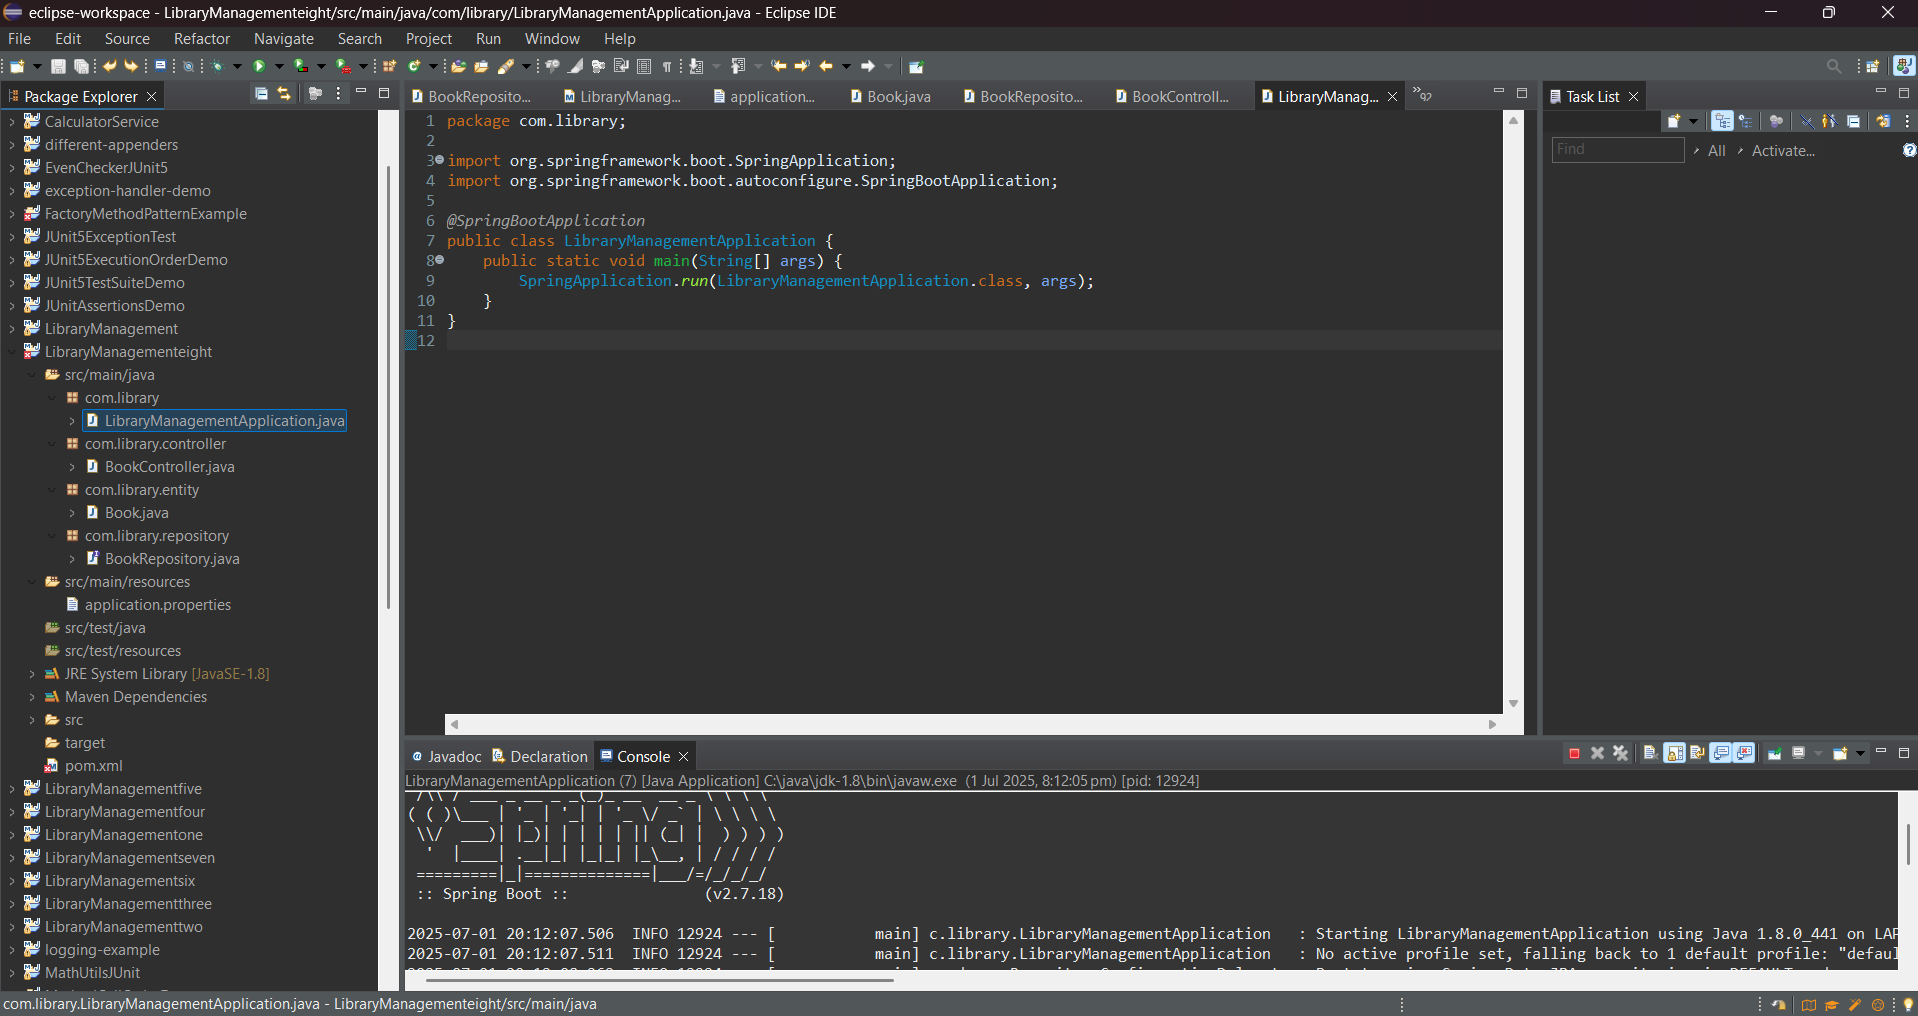 eclipse-workspace - LibraryManagementeight/src/main/java/com/library/LibraryManagementApplication.java - Eclipse IDE
File Edit Source Refactor Navigate Search Project Run Window Help
Package Explorer
CalculatorService
different-appenders
EvenCheckerJUnit5
exception-handler-demo
FactoryMethodPatternExample
JUnit5ExceptionTest
JUnit5ExecutionOrderDemo
JUnit5TestSuiteDemo
JUnitAssertionsDemo
LibraryManagement
LibraryManagementeight
src/main/java
com.library
LibraryManagementApplication.java
com.library.controller
BookController.java
com.library.entity
Book.java
com.library.repository
BookRepository.java
src/main/resources
application.properties
src/test/java
src/test/resources
JRE System Library [JavaSE-1.8]
Maven Dependencies
src
target
pom.xml
LibraryManagementfive
LibraryManagementfour
LibraryManagementone
LibraryManagementseven
LibraryManagementsix
LibraryManagementthree
LibraryManagementtwo
logging-example
MathUtilsJUnit
BookReposito... LibraryManag... application... Book.java BookReposito... BookControll... LibraryManag... »92
1 package com.library;
2
3 import org.springframework.boot.SpringApplication;
4 import org.springframework.boot.autoconfigure.SpringBootApplication;
5
6 @SpringBootApplication
7 public class LibraryManagementApplication {
8 public static void main(String[] args) {
9 SpringApplication.run(LibraryManagementApplication.class, args);
10 }
11 }
12
Task List
Find All Activate...
Javadoc Declaration Console
LibraryManagementApplication (7) [Java Application] C:\java\jdk-1.8\bin\javaw.exe (1 Jul 2025, 8:12:05 pm) [pid: 12924]
:: Spring Boot :: (v2.7.18)
2025-07-01 20:12:07.506 INFO 12924 --- [ main] c.library.LibraryManagementApplication : Starting LibraryManagementApplication using Java 1.8.0_441 on LAP
2025-07-01 20:12:07.511 INFO 12924 --- [ main] c.library.LibraryManagementApplication : No active profile set, falling back to 1 default profile: "defaul
com.library.LibraryManagementApplication.java - LibraryManagementeight/src/main/java